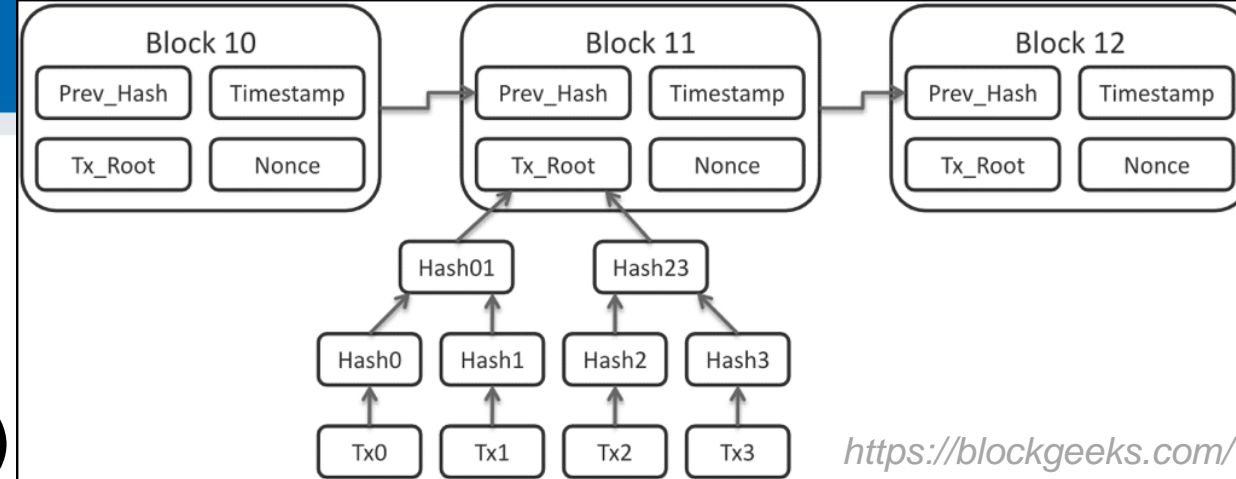 Block 10 Block 11 Block 12
Prev_Hash Timestamp Prev_Hash Timestamp Prev_Hash Timestamp
Tx_Root Nonce Tx_Root Nonce Tx_Root Nonce
Hash01 Hash23
Hash0 Hash1 Hash2 Hash3
Tx0 Tx1 Tx2 Tx3
https://blockgeeks.com/